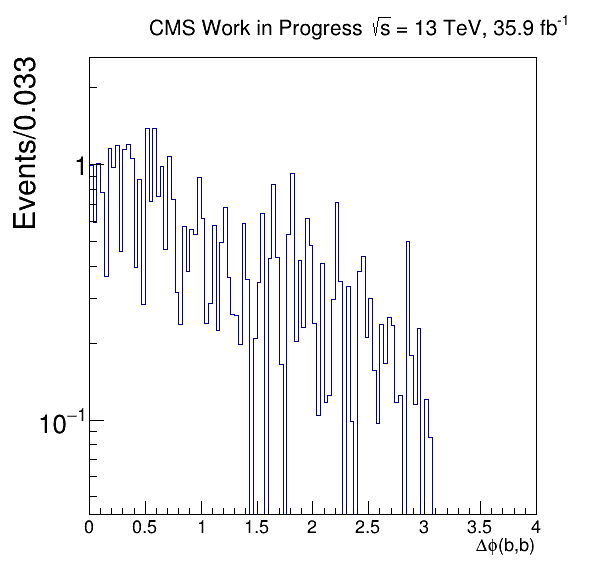 CMS Work in Progress √s = 13 TeV, 35.9 fb⁻¹
Events/0.033
1
10⁻¹
0 0.5 1 1.5 2 2.5 3 3.5 4
Δϕ(b,b)